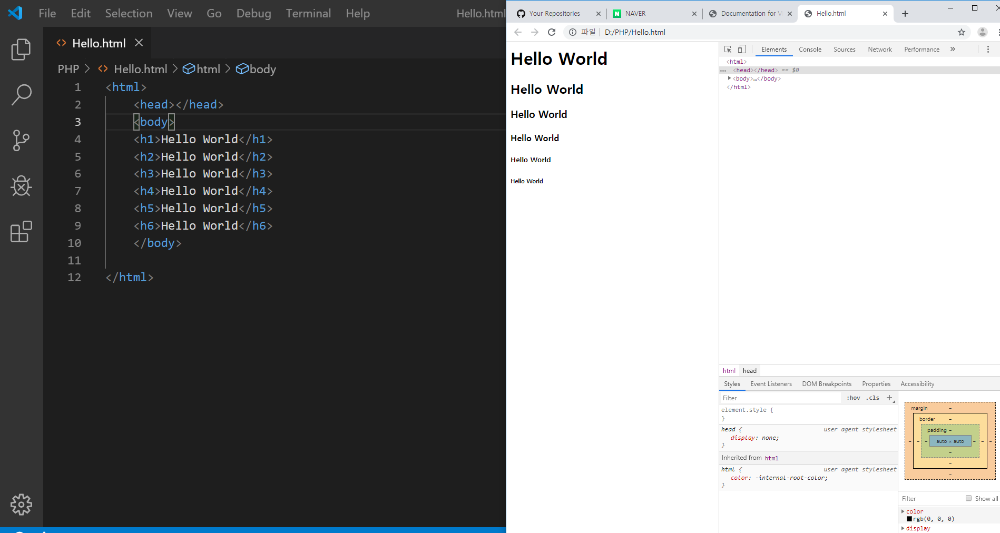 File Edit Selection View Go Debug Terminal Help Hello.html
Hello.html
PHP > Hello.html > html > body
1 <html>
2 <head></head>
3 <body>
4 <h1>Hello World</h1>
5 <h2>Hello World</h2>
6 <h3>Hello World</h3>
7 <h4>Hello World</h4>
8 <h5>Hello World</h5>
9 <h6>Hello World</h6>
10 </body>
11
12 </html>
Your Repositories NAVER Documentation for V Hello.html
파일 D:/PHP/Hello.html
Hello World
Hello World
Hello World
Hello World
Hello World
Hello World
Elements Console Sources Network Performance »
<html>
... <head></head> == $0
<body>…</body>
</html>
html head
Styles Event Listeners DOM Breakpoints Properties Accessibility
Filter :hov .cls +
element.style {
}
head { user agent stylesheet
display: none;
}
Inherited from html
html { user agent stylesheet
color: -internal-root-color;
}
margin –
border –
padding –
– – – auto × auto – – –
–
–
–
Filter Show all
color
rgb(0, 0, 0)
display